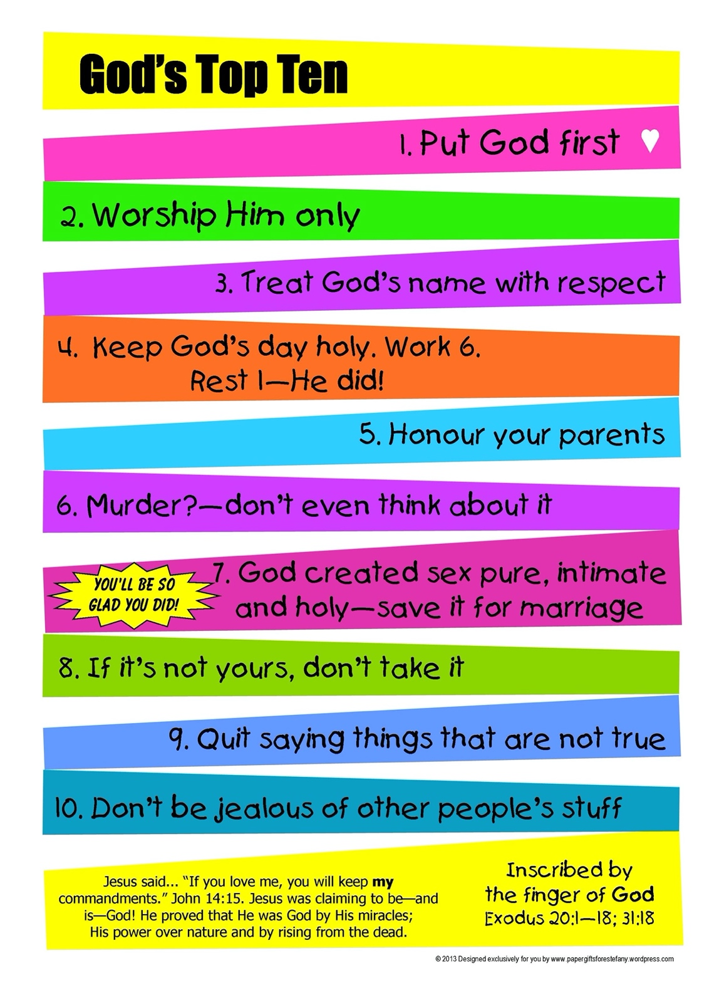 God's Top Ten
1. Put God first
2. Worship Him only
3. Treat God's name with respect
4. Keep God's day holy. Work 6.
Rest 1—He did!
5. Honour your parents
6. Murder?—don't even think about it
YOU'LL BE SO
GLAD YOU DID!
7. God created sex pure, intimate
and holy—save it for marriage
8. If it's not yours, don't take it
9. Quit saying things that are not true
10. Don't be jealous of other people's stuff
Jesus said... “If you love me, you will keep my
commandments.” John 14:15. Jesus was claiming to be—and
is—God! He proved that He was God by His miracles;
His power over nature and by rising from the dead.
Inscribed by
the finger of God
Exodus 20:1—18; 31:18
© 2013 Designed exclusively for you by www.papergiftsforestefany.wordpress.com